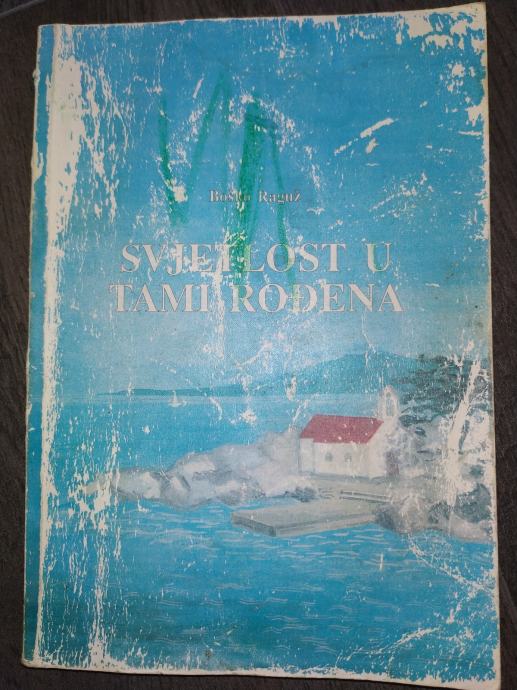 Boško Raguž
SVJETLOST U
TAMI ROĐENA